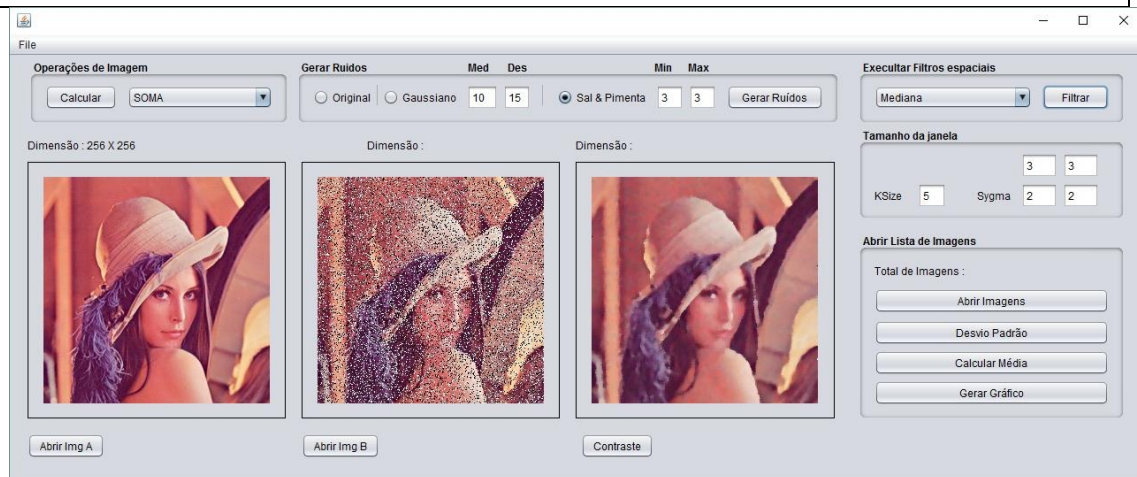 File
Operações de Imagem
Calcular SOMA
Gerar Ruidos Med Des Min Max
Original Gaussiano 10 15 Sal & Pimenta 3 3 Gerar Ruídos
Execultar Filtros espaciais
Mediana Filtrar
Dimensão : 256 X 256
Dimensão :
Dimensão :
Tamanho da janela
3 3
KSize 5 Sygma 2 2
Abrir Lista de Imagens
Total de Imagens :
Abrir Imagens
Desvio Padrão
Calcular Média
Gerar Gráfico
Abrir Img A
Abrir Img B
Contraste